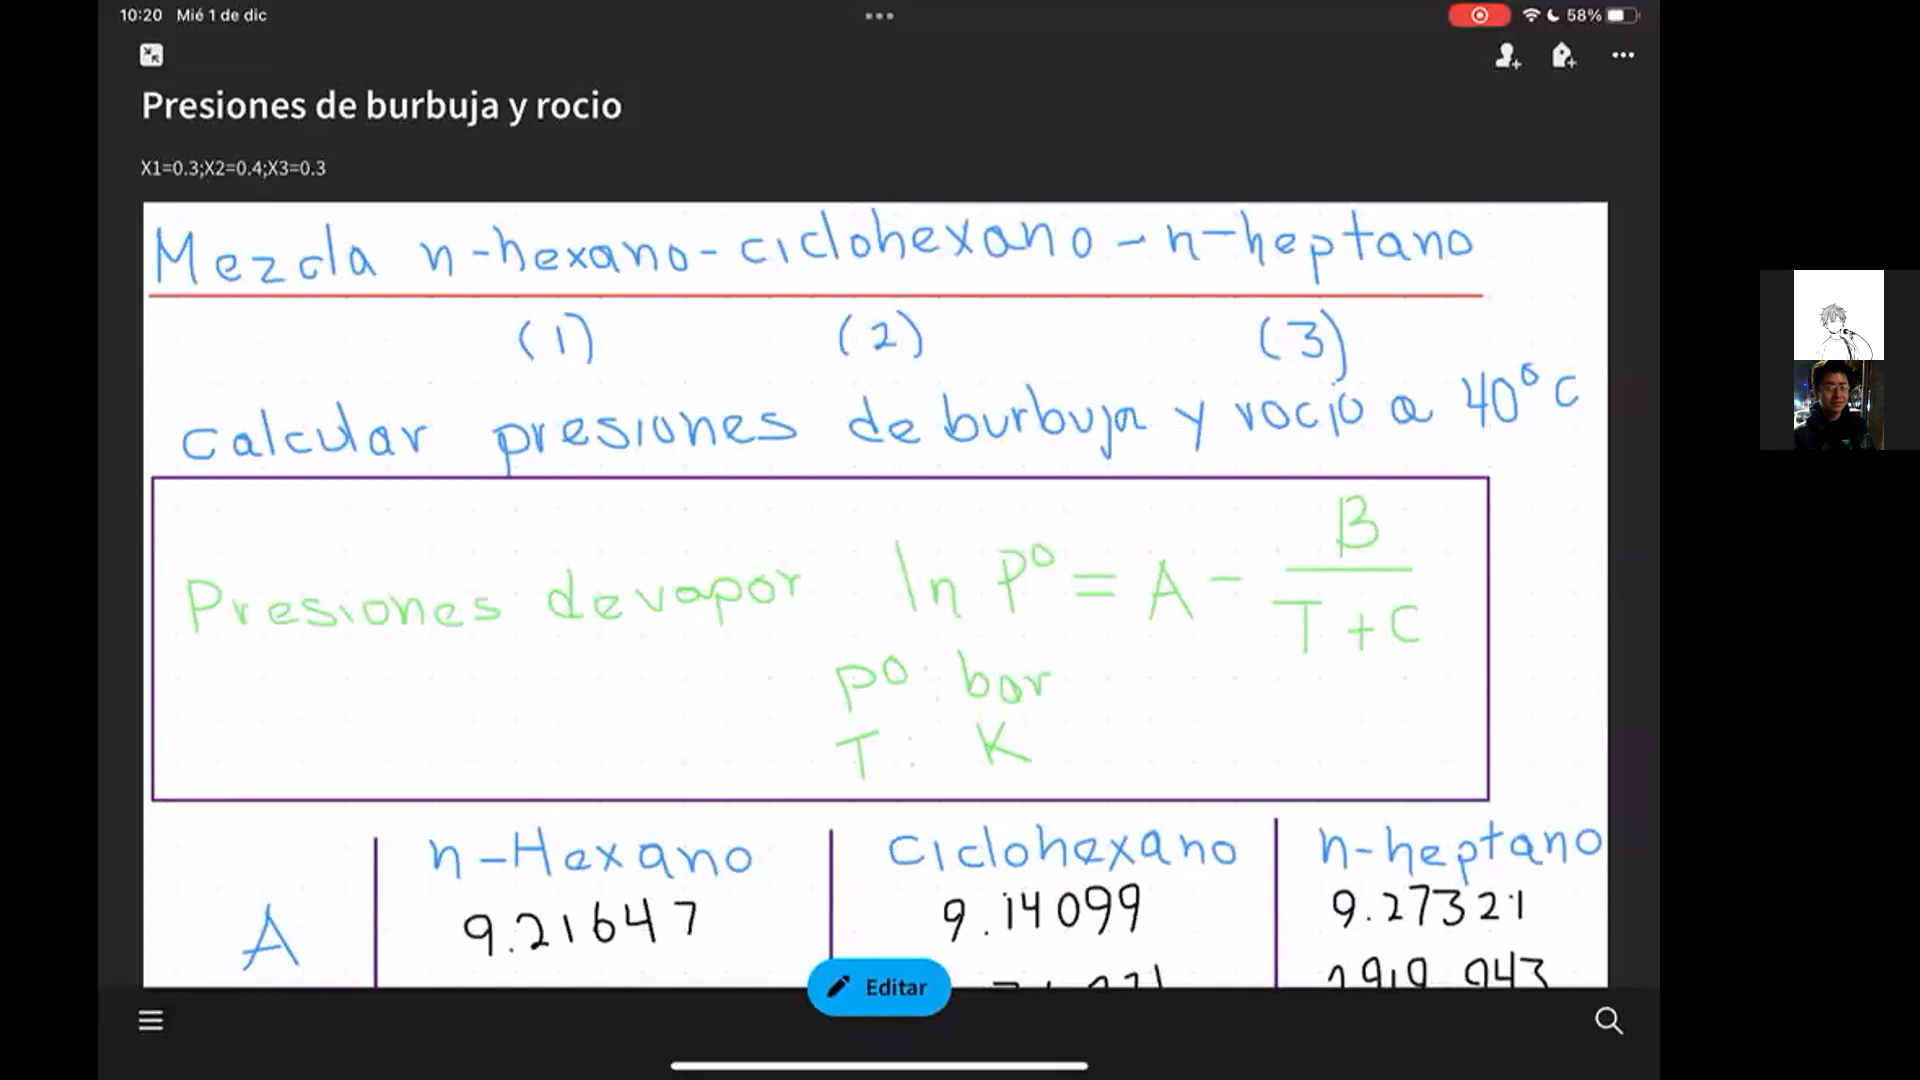 10:20 Mié 1 de dic
58%
Presiones de burbuja y rocio
X1=0.3;X2=0.4;X3=0.3
Mezcla n-hexano-ciclohexano-n-heptano
(1) (2) (3)
calcular presiones de burbuja y rocio a 40°C
Presiones de vapor ln P° = A - B / T + C
P° bar
T: K
n-Hexano ciclohexano n-heptano
A 9.21647 9.14099 9.27321
Editar